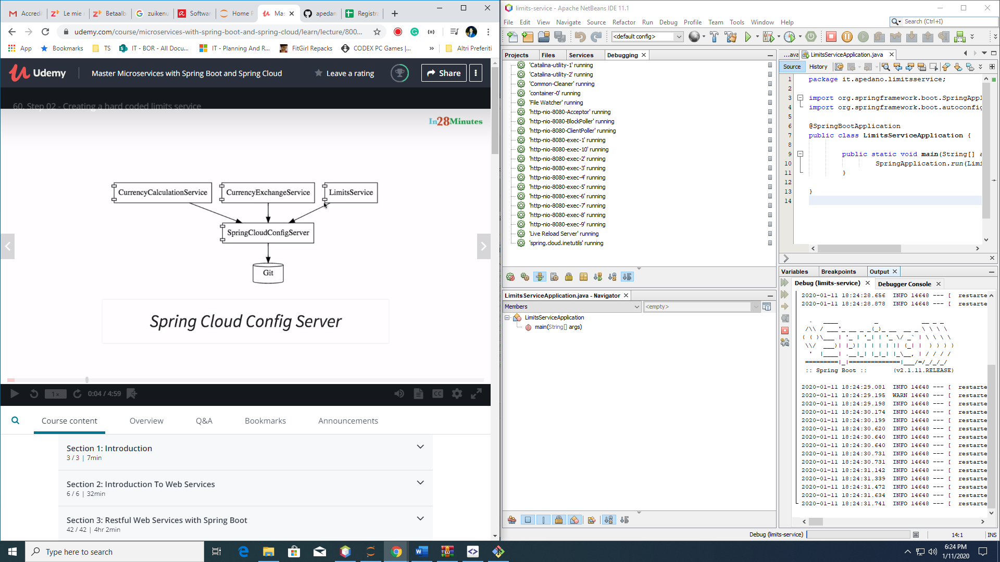 Accredi
Le mie
Betaalb
zuikenu
Softwar
Home P
Mas
apedan
Registra
udemy.com/course/microservices-with-spring-boot-and-spring-cloud/learn/lecture/800...
App
Bookmarks
TS
IT - BOR - All Docu...
IT - Planning And R...
FitGirl Repacks
CODEX PC Games |...
»
Altri Preferiti
Udemy
Master Microservices with Spring Boot and Spring Cloud
Leave a rating
Share
60. Step 02 - Creating a hard coded limits service
In28Minutes
CurrencyCalculationService
CurrencyExchangeService
LimitsService
SpringCloudConfigServer
Git
Spring Cloud Config Server
1x
0:04 / 4:59
CC
Course content
Overview
Q&A
Bookmarks
Announcements
Section 1: Introduction
3 / 3 | 7min
Section 2: Introduction To Web Services
6 / 6 | 32min
Section 3: Restful Web Services with Spring Boot
42 / 42 | 4hr 2min
limits-service - Apache NetBeans IDE 11.1
File Edit View Navigate Source Refactor Run Debug Profile Team Tools Window Help
Search (Ctrl+I)
<default config>
Projects
Files
Services
Debugging
'Catalina-utility-1' running
'Catalina-utility-2' running
'Common-Cleaner' running
'container-0' running
'File Watcher' running
'http-nio-8080-Acceptor' running
'http-nio-8080-BlockPoller' running
'http-nio-8080-ClientPoller' running
'http-nio-8080-exec-1' running
'http-nio-8080-exec-10' running
'http-nio-8080-exec-2' running
'http-nio-8080-exec-3' running
'http-nio-8080-exec-4' running
'http-nio-8080-exec-5' running
'http-nio-8080-exec-6' running
'http-nio-8080-exec-7' running
'http-nio-8080-exec-8' running
'http-nio-8080-exec-9' running
'Live Reload Server' running
'spring.cloud.inetutils' running
LimitsServiceApplication.java - Navigator
Members
<empty>
LimitsServiceApplication
main(String[] args)
...ava
LimitsServiceApplication.java
Source
History
1 package it.apedano.limitsservice;
2
3 import org.springframework.boot.SpringAppl
4 import org.springframework.boot.autoconfig
5
6 @SpringBootApplication
7 public class LimitsServiceApplication {
8
9 public static void main(String[] a
10 SpringApplication.run(Limi
11 }
12
13 }
14
Variables
Breakpoints
Output
Debug (limits-service)
Debugger Console
2020-01-11 18:24:28.656 INFO 14648 --- [ restarte
2020-01-11 18:24:28.878 INFO 14648 --- [ restarte
:: Spring Boot :: (v2.1.11.RELEASE)
2020-01-11 18:24:29.081 INFO 14648 --- [ restarte
2020-01-11 18:24:29.195 WARN 14648 --- [ restarte
2020-01-11 18:24:29.198 INFO 14648 --- [ restarte
2020-01-11 18:24:30.174 INFO 14648 --- [ restarte
2020-01-11 18:24:30.199 INFO 14648 --- [ restarte
2020-01-11 18:24:30.620 INFO 14648 --- [ restarte
2020-01-11 18:24:30.640 INFO 14648 --- [ restarte
2020-01-11 18:24:30.640 INFO 14648 --- [ restarte
2020-01-11 18:24:30.731 INFO 14648 --- [ restarte
2020-01-11 18:24:30.731 INFO 14648 --- [ restarte
2020-01-11 18:24:31.142 INFO 14648 --- [ restarte
2020-01-11 18:24:31.339 INFO 14648 --- [ restarte
2020-01-11 18:24:31.472 INFO 14648 --- [ restarte
2020-01-11 18:24:31.634 INFO 14648 --- [ restarte
2020-01-11 18:24:31.741 INFO 14648 --- [ restarte
Debug (limits-service)
14:1
INS
Type here to search
6:24 PM
1/11/2020